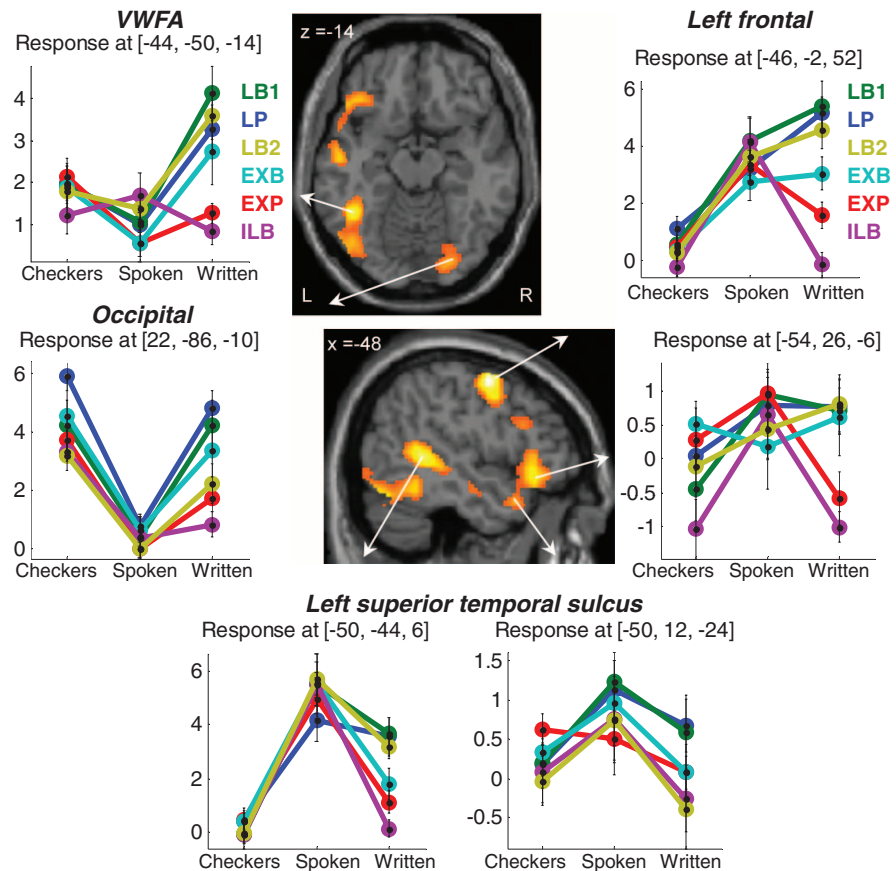 VWFA
Response at [-44, -50, -14]
4
3
2
1
Checkers Spoken Written
LB1
LP
LB2
EXB
EXP
ILB
z =-14
L
R
Left frontal
Response at [-46, -2, 52]
6
4
2
0
Checkers Spoken Written
LB1
LP
LB2
EXB
EXP
ILB
Occipital
Response at [22, -86, -10]
6
4
2
0
Checkers Spoken Written
x =-48
Response at [-54, 26, -6]
1
0.5
0
-0.5
-1
Checkers Spoken Written
Left superior temporal sulcus
Response at [-50, -44, 6]
6
4
2
0
Checkers Spoken Written
Response at [-50, 12, -24]
1.5
1
0.5
0
-0.5
Checkers Spoken Written